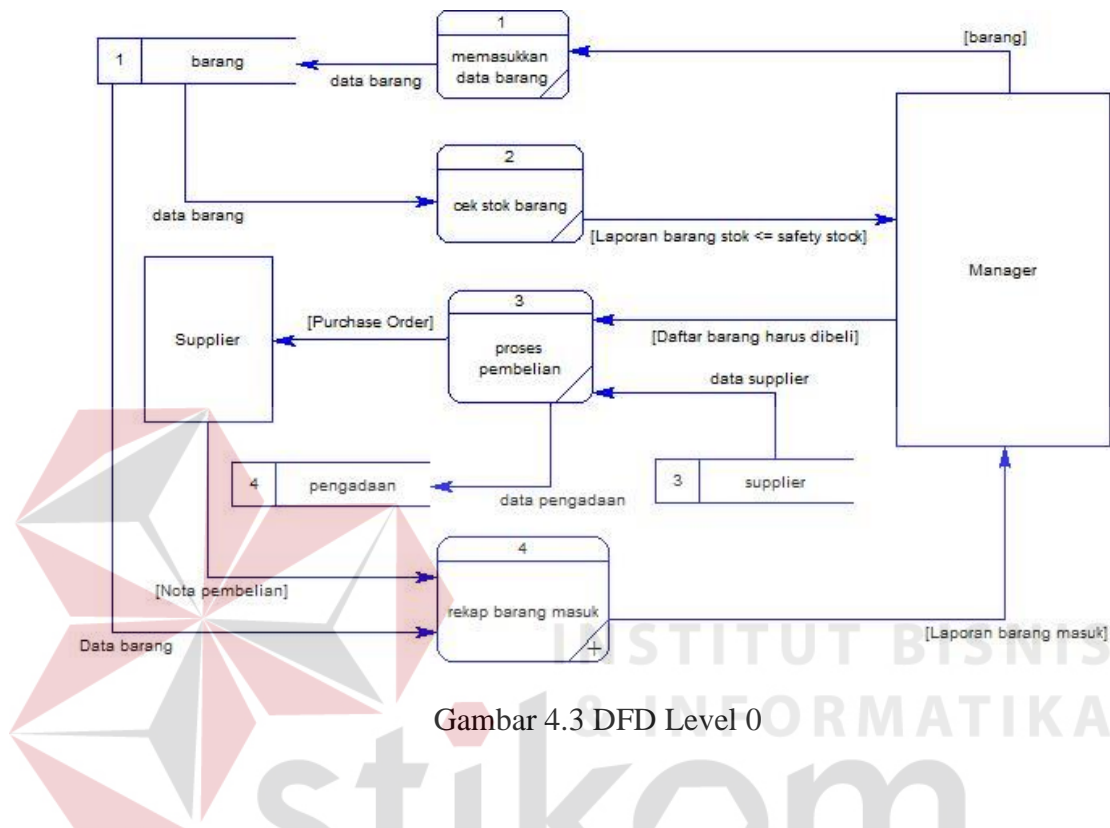 1
memasukkan
data barang
[barang]
1
barang
data barang
2
cek stok barang
data barang
[Laporan barang stok <= safety stock]
Manager
Supplier
[Purchase Order]
3
proses
pembelian
[Daftar barang harus dibeli]
data supplier
4
pengadaan
data pengadaan
3
supplier
4
rekap barang masuk
[Nota pembelian]
Data barang
[Laporan barang masuk]
INSTITUT BISNIS
& INFORMATIKA
Gambar 4.3 DFD Level 0
stikom